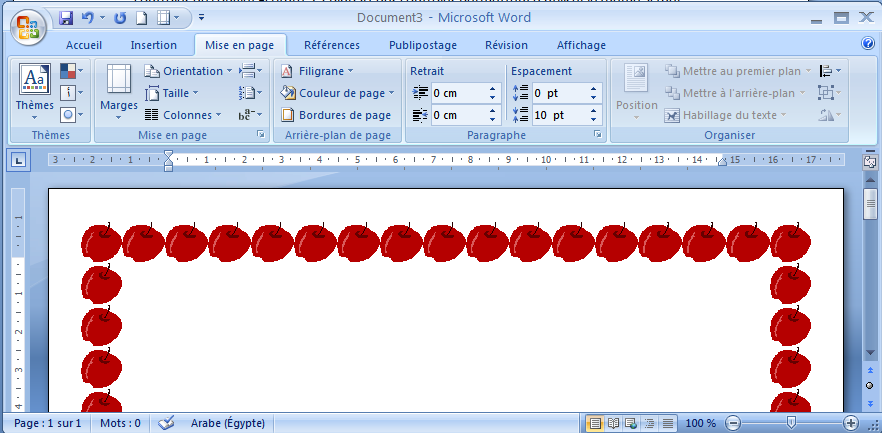 Document3 - Microsoft Word
Accueil Insertion Mise en page Références Publipostage Révision Affichage
Aa Orientation Filigrane Retrait Espacement Mettre au premier plan
Taille Couleur de page 0 cm 0 pt Mettre à l'arrière-plan
Thèmes Marges Colonnes Bordures de page 0 cm 10 pt Position Habillage du texte
Thèmes Mise en page Arrière-plan de page Paragraphe Organiser
3 2 1 1 2 3 4 5 6 7 8 9 10 11 12 13 14 15 16 17
1
1
2
3
4
Page : 1 sur 1 Mots : 0 Arabe (Égypte) 100 %